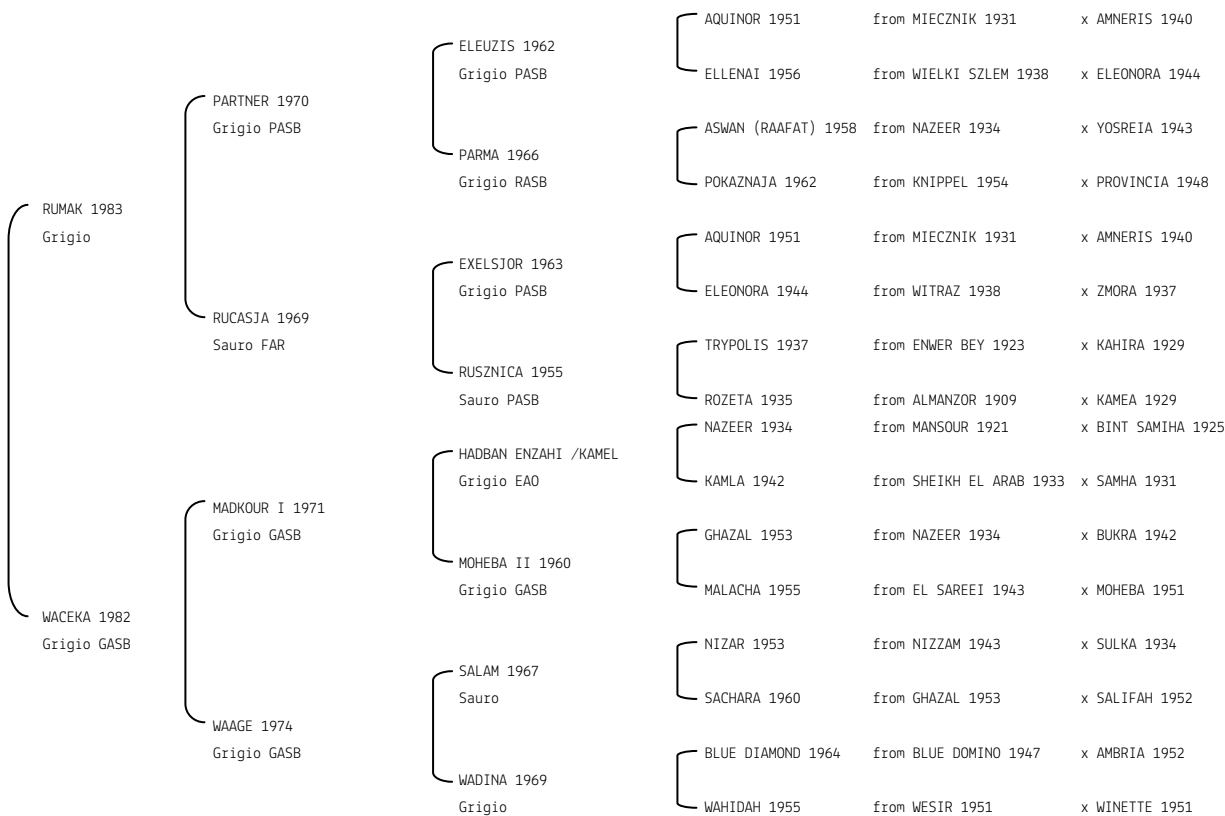 AQUINOR 1951 from MIECZNIK 1931 x AMNERIS 1940
ELEUZIS 1962
Grigio PASB
ELLENAI 1956 from WIELKI SZLEM 1938 x ELEONORA 1944
PARTNER 1970
Grigio PASB
ASWAN (RAAFAT) 1958 from NAZEER 1934 x YOSREIA 1943
PARMA 1966
Grigio RASB
POKAZNAJA 1962 from KNIPPEL 1954 x PROVINCIA 1948
RUMAK 1983
Grigio
AQUINOR 1951 from MIECZNIK 1931 x AMNERIS 1940
EXELSJOR 1963
Grigio PASB
ELEONORA 1944 from WITRAZ 1938 x ZMORA 1937
RUCASJA 1969
Sauro FAR
TRYPOLIS 1937 from ENWER BEY 1923 x KAHIRA 1929
RUSZNICA 1955
Sauro PASB
ROZETA 1935 from ALMANZOR 1909 x KAMEA 1929
NAZEER 1934 from MANSOUR 1921 x BINT SAMIHA 1925
HADBAN ENZAHI /KAMEL
Grigio EAO
KAMLA 1942 from SHEIKH EL ARAB 1933 x SAMHA 1931
MADKOUR I 1971
Grigio GASB
GHAZAL 1953 from NAZEER 1934 x BUKRA 1942
MOHEBA II 1960
Grigio GASB
MALACHA 1955 from EL SAREEI 1943 x MOHEBA 1951
WACEKA 1982
Grigio GASB
NIZAR 1953 from NIZZAM 1943 x SULKA 1934
SALAM 1967
Sauro
SACHARA 1960 from GHAZAL 1953 x SALIFAH 1952
WAAGE 1974
Grigio GASB
BLUE DIAMOND 1964 from BLUE DOMINO 1947 x AMBRIA 1952
WADINA 1969
Grigio
WAHIDAH 1955 from WESIR 1951 x WINETTE 1951